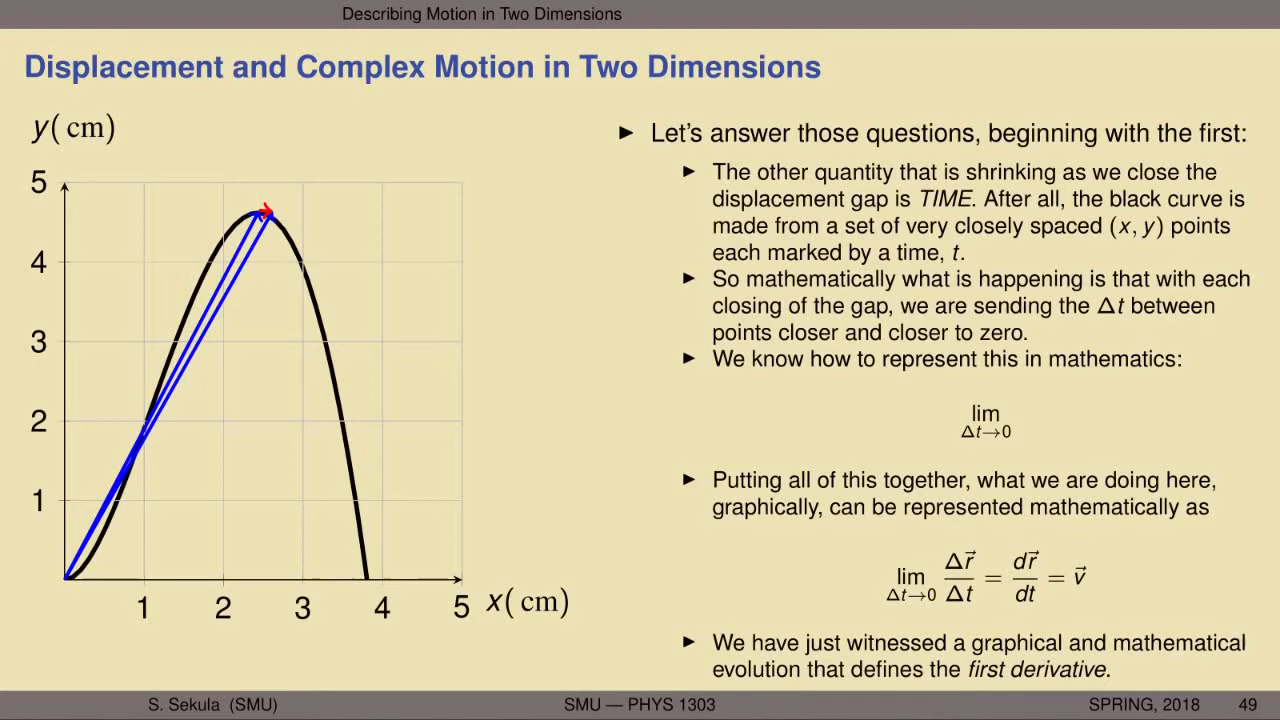 Describing Motion in Two Dimensions
Displacement and Complex Motion in Two Dimensions
y( cm)
5
4
3
2
1
1 2 3 4 5 x( cm)
Let's answer those questions, beginning with the first:
The other quantity that is shrinking as we close the
displacement gap is TIME. After all, the black curve is
made from a set of very closely spaced (x, y) points
each marked by a time, t.
So mathematically what is happening is that with each
closing of the gap, we are sending the Δt between
points closer and closer to zero.
We know how to represent this in mathematics:
lim
Δt→0
Putting all of this together, what we are doing here,
graphically, can be represented mathematically as
lim Δt→0 Δr⃗/Δt = dr⃗/dt = v⃗
We have just witnessed a graphical and mathematical
evolution that defines the first derivative.
S. Sekula (SMU) SMU — PHYS 1303 SPRING, 2018 49